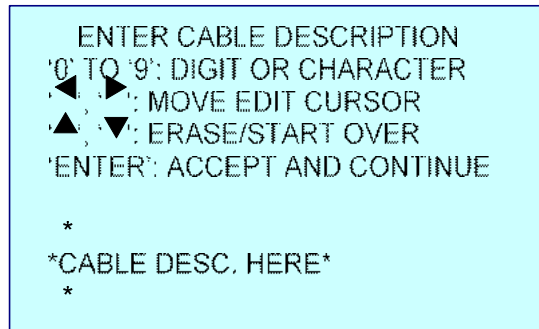 ENTER CABLE DESCRIPTION
'0' TO '9': DIGIT OR CHARACTER
'◀', '▶': MOVE EDIT CURSOR
'▲', '▼': ERASE/START OVER
'ENTER': ACCEPT AND CONTINUE
*
*CABLE DESC. HERE*
*